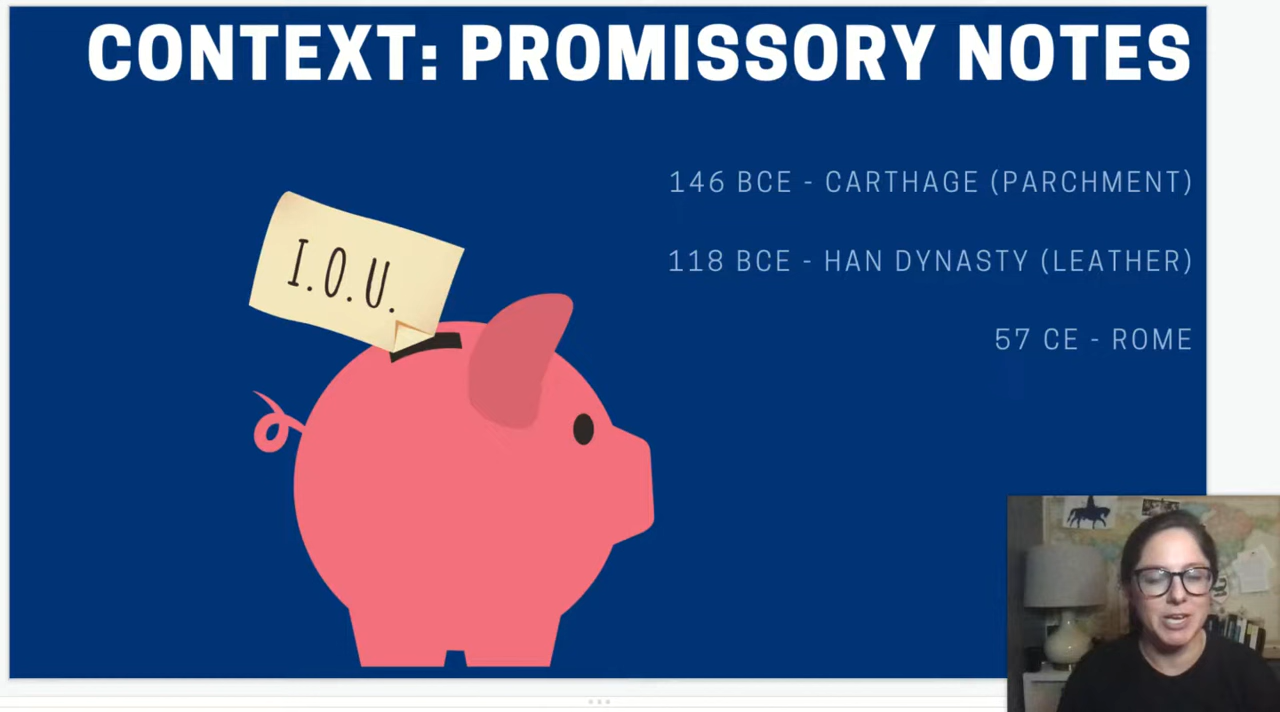 CONTEXT: PROMISSORY NOTES
146 BCE - CARTHAGE (PARCHMENT)
118 BCE - HAN DYNASTY (LEATHER)
57 CE - ROME
I.O.U.